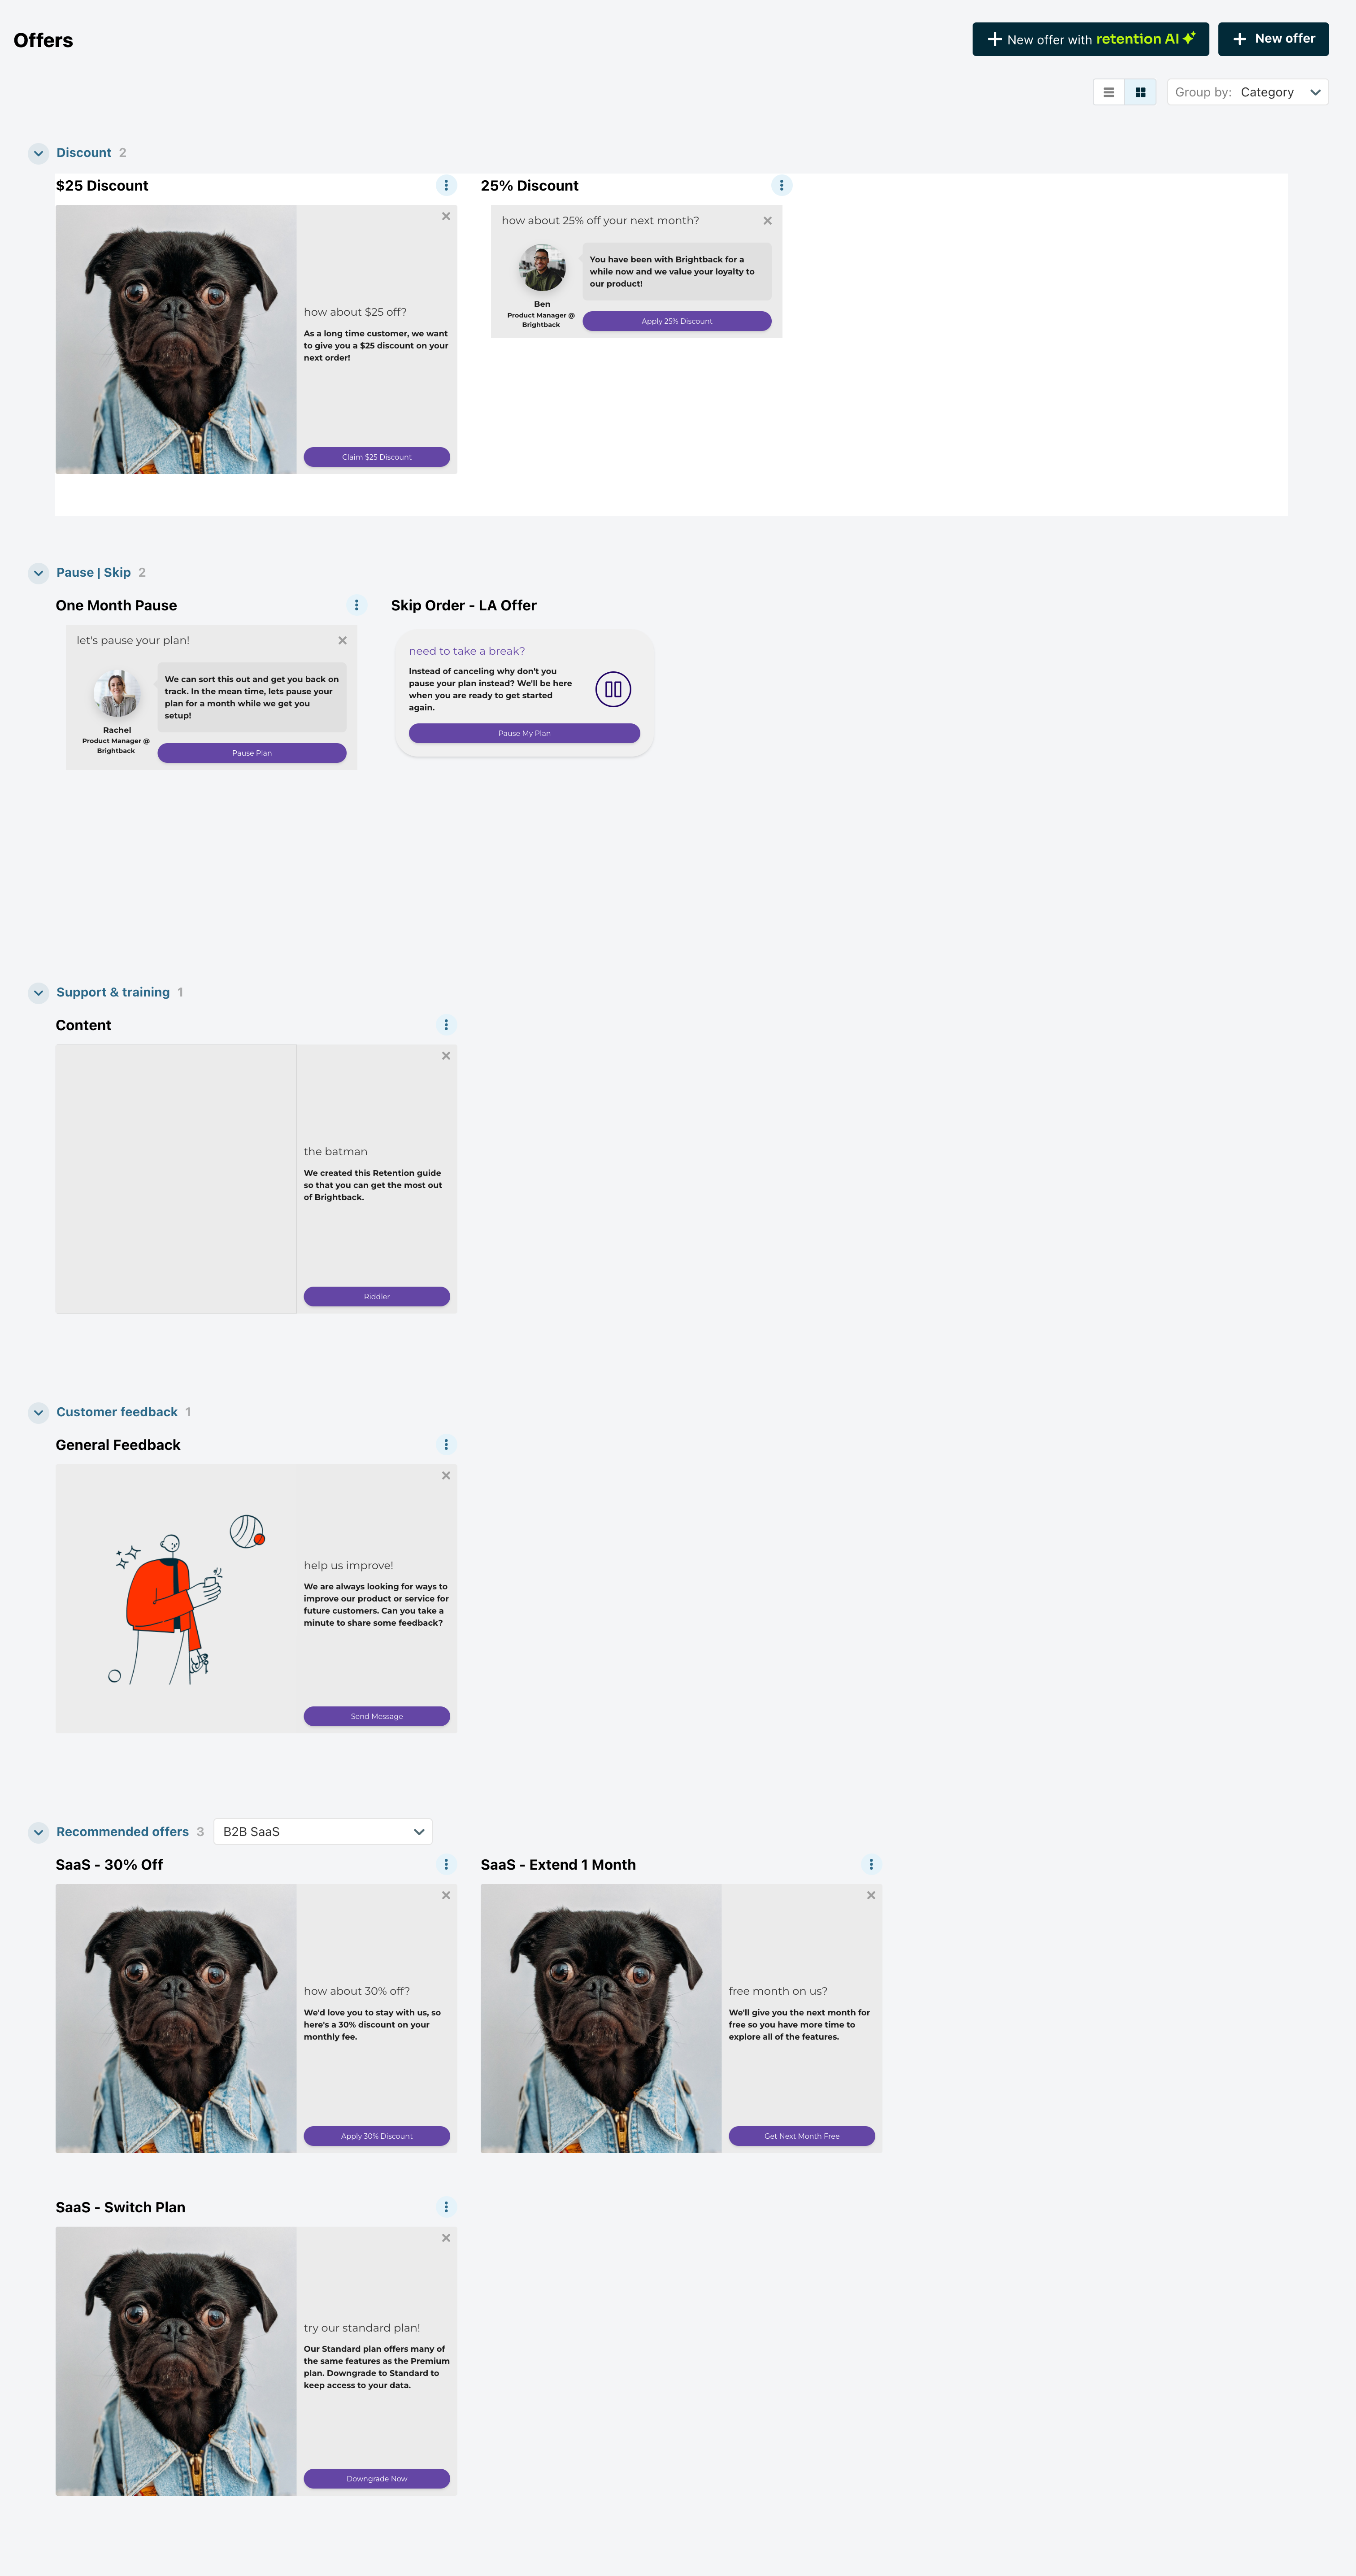 Offers
New offer with retention AI
New offer
Group by: Category
Discount 2
$25 Discount
how about $25 off?
As a long time customer, we want
to give you a $25 discount on your
next order!
Claim $25 Discount
25% Discount
how about 25% off your next month?
You have been with Brightback for a
while now and we value your loyalty to
our product!
Ben
Product Manager @
Brightback
Apply 25% Discount
Pause | Skip 2
One Month Pause
let's pause your plan!
We can sort this out and get you back on
track. In the mean time, lets pause your
plan for a month while we get you
setup!
Rachel
Product Manager @
Brightback
Pause Plan
Skip Order - LA Offer
need to take a break?
Instead of canceling why don't you
pause your plan instead? We'll be here
when you are ready to get started
again.
Pause My Plan
Support & training 1
Content
the batman
We created this Retention guide
so that you can get the most out
of Brightback.
Riddler
Customer feedback 1
General Feedback
help us improve!
We are always looking for ways to
improve our product or service for
future customers. Can you take a
minute to share some feedback?
Send Message
Recommended offers 3
B2B SaaS
SaaS - 30% Off
how about 30% off?
We'd love you to stay with us, so
here's a 30% discount on your
monthly fee.
Apply 30% Discount
SaaS - Extend 1 Month
free month on us?
We'll give you the next month for
free so you have more time to
explore all of the features.
Get Next Month Free
SaaS - Switch Plan
try our standard plan!
Our Standard plan offers many of
the same features as the Premium
plan. Downgrade to Standard to
keep access to your data.
Downgrade Now